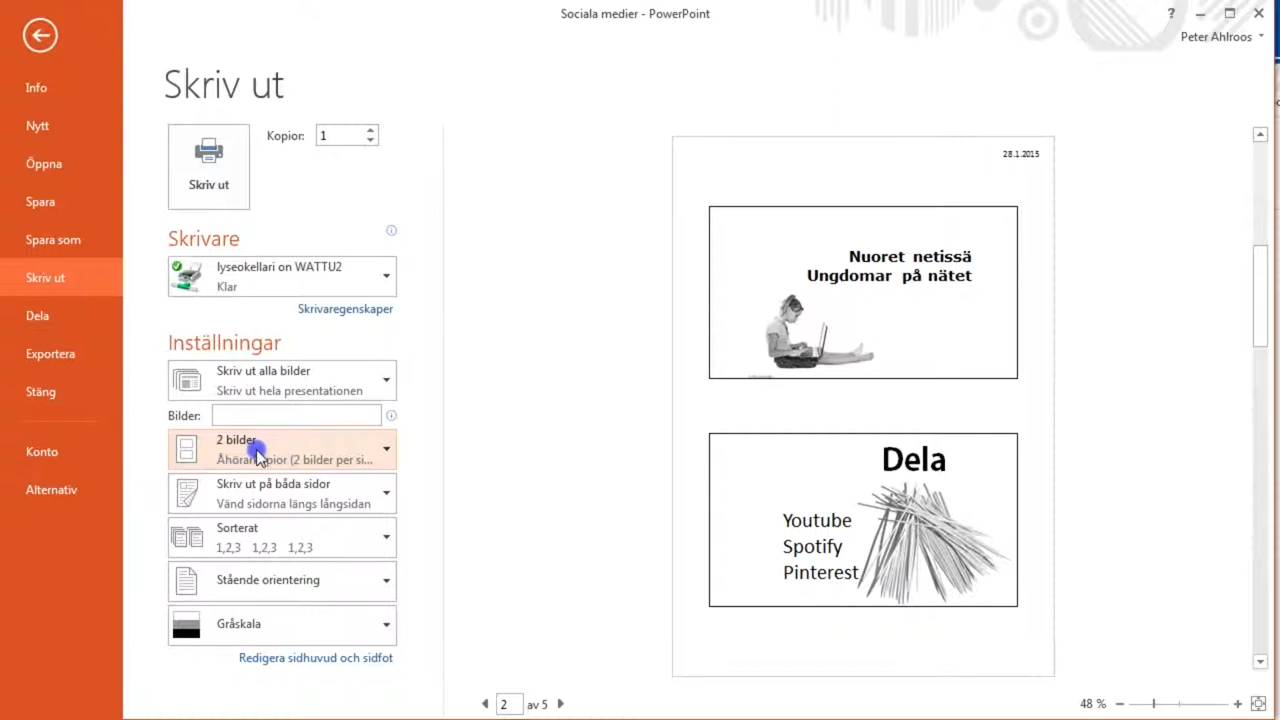 Sociala medier - PowerPoint
?
Peter Ahlroos
Info
Nytt
Öppna
Spara
Spara som
Skriv ut
Dela
Exportera
Stäng
Konto
Alternativ
Skriv ut
Skriv ut
Kopior: 1
Skrivare
lyseokellari on WATTU2
Klar
Skrivaregenskaper
Inställningar
Skriv ut alla bilder
Skriv ut hela presentationen
Bilder:
2 bilder
(2 bilder per si...
Skriv ut på båda sidor
Vänd sidorna längs långsidan
Sorterat
1,2,3 1,2,3 1,2,3
Stående orientering
Gråskala
Redigera sidhuvud och sidfot
28.1.2015
Nuoret netissä
Ungdomar på nätet
Dela
Youtube
Spotify
Pinterest
2 av 5
48 %